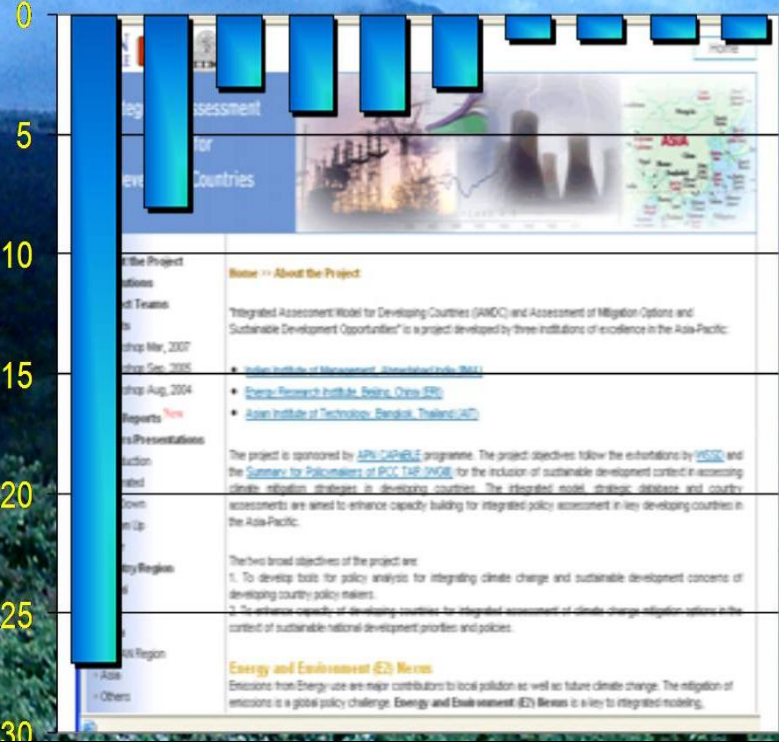 0
Home
ssessment
5
for
ASIA
Countries
10
t the Project
Home >> About the Project
ct Teams
"Integrated Assessment Model for Developing Countries (IAMDC) and Assessment of Mitigation Options and
Sustainable Development Opportunities" is a project developed by three institutions of excellence in the Asia-Pacific:
shop Mar, 2007
shop Sep, 2005
shop Aug, 2004
15
Indian Institute of Management, Ahmedabad India (IIMA)
Energy Research Institute, Beijing, China (ERI)
Asian Institute of Technology, Bangkok, Thailand (AIT)
Reports New
rs/Presentations
The project is sponsored by APN CAPaBLE programme. The project objectives follow the exhortations by WSSD and
the Summary for Policymakers of IPCC TAR (WGIII) for the inclusion of sustainable development context in assessing
climate mitigation strategies in developing countries. The integrated model, strategic database and country
assessments are aimed to enhance capacity building for integrated policy assessment in key developing countries in
the Asia-Pacific.
20
The two broad objectives of the project are:
1. To develop tools for policy analysis for integrating climate change and sustainable development concerns of
developing country policy makers.
2. To enhance capacity of developing countries for integrated assessment of climate change mitigation options in the
context of sustainable national development priorities and policies.
25
try/Region
AN Region
Asia
Others
Energy and Environment (E2) Nexus
Emissions from Energy use are major contributors to local pollution as well as future climate change. The mitigation of
emissions is a global policy challenge. Energy and Environment (E2) Nexus is a key to integrated modeling,
30